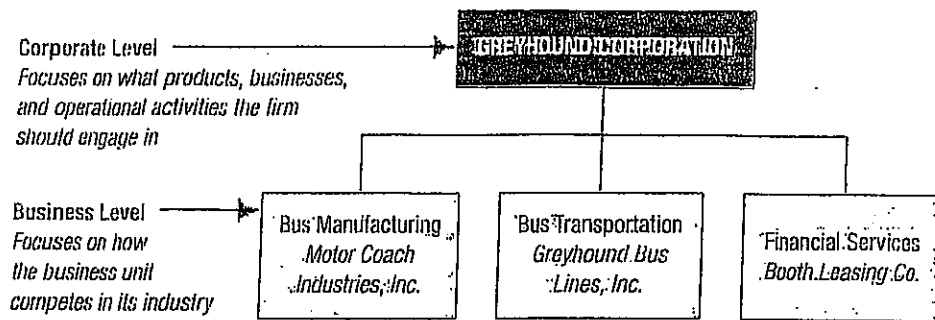 Corporate Level
Focuses on what products, businesses,
and operational activities the firm
should engage in
GREYHOUND CORPORATION
Business Level
Focuses on how
the business unit
competes in its industry
Bus Manufacturing
Motor Coach
Industries, Inc.
Bus Transportation
Greyhound Bus
Lines, Inc.
Financial Services
Booth Leasing Co.